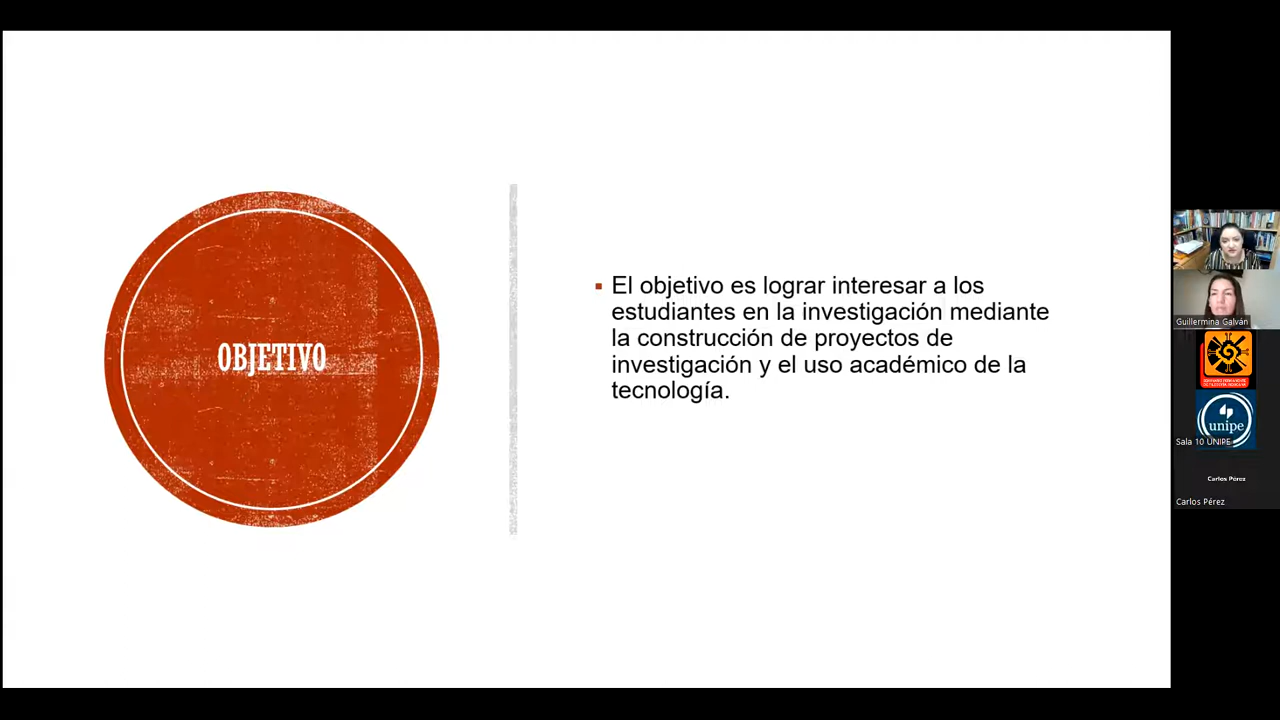 OBJETIVO
El objetivo es lograr interesar a los
estudiantes en la investigación mediante
la construcción de proyectos de
investigación y el uso académico de la
tecnología.
Guillermina Galván
unipe
Sala 10 UNIPE
Carlos Pérez
Carlos Pérez